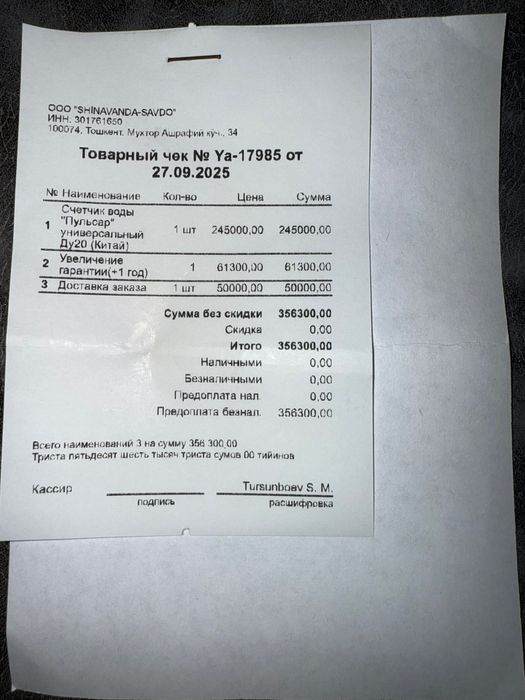 ООО "SHINAVANDA-SAVDO"
ИНН: 301761650
100074, Тошкент. Мухтор Ашрафий куч., 34
Товарный чек № Ya-17985 от
27.09.2025
№ Наименование Кол-во Цена Сумма
1 Счетчик воды "Пульсар" универсальный Ду20 (Китай) 1 шт 245000,00 245000,00
2 Увеличение гарантии(+1 год) 1 61300,00 61300,00
3 Доставка заказа 1 шт 50000,00 50000,00
Сумма без скидки 356300,00
Скидка 0,00
Итого 356300,00
Наличными 0,00
Безналичными 0,00
Предоплата нал. 0,00
Предоплата безнал. 356300,00
Всего наименований 3 на сумму 356 300,00
Триста пятьдесят шесть тысяч триста сумов 00 тийинов
Кассир Tursunboev S. M.
подпись расшифровка